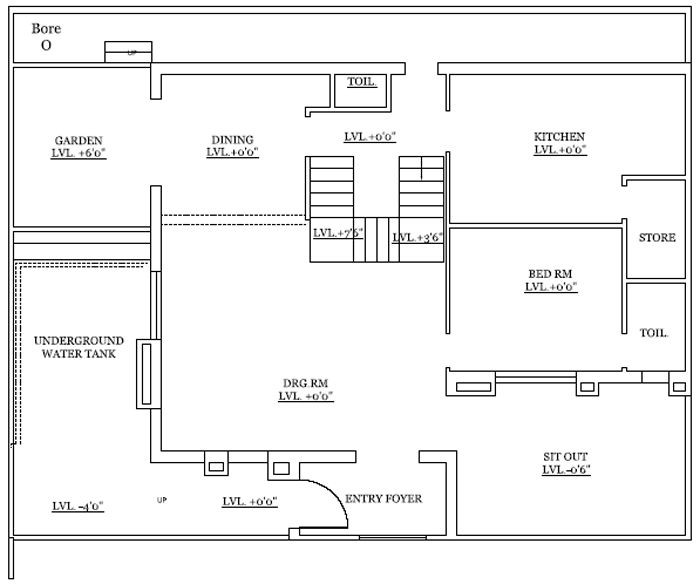 Bore
O
UP
TOIL.
GARDEN
LVL. +6'0"
DINING
LVL.+0'0"
LVL.+0'0"
KITCHEN
LVL.+0'0"
LVL.+7'6"
LVL.+3'6"
STORE
BED RM
LVL.+0'0"
UNDERGROUND
WATER TANK
TOIL.
DRG.RM
LVL. +0'0"
SIT OUT
LVL.-0'6"
LVL. -4'0"
UP
LVL. +0'0"
ENTRY FOYER